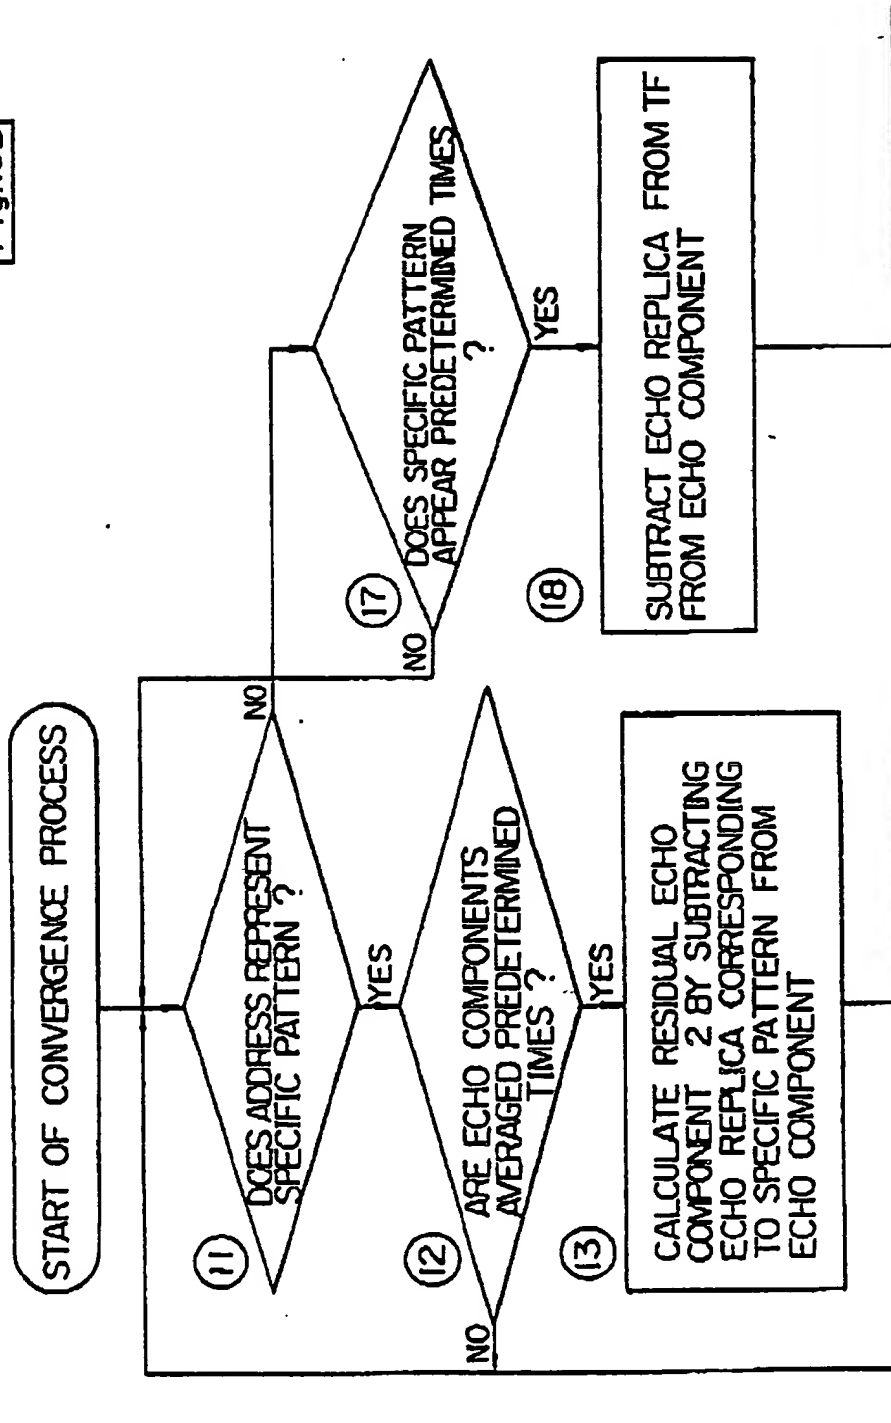 START OF CONVERGENCE PROCESS
11
DOES ADDRESS REPRESENT
SPECIFIC PATTERN ?
NO
YES
12
ARE ECHO COMPONENTS
AVERAGED PREDETERMINED
TIMES ?
NO
YES
13
CALCULATE RESIDUAL ECHO
COMPONENT 2 BY SUBTRACTING
ECHO REPLICA CORRESPONDING
TO SPECIFIC PATTERN FROM
ECHO COMPONENT
17
DOES SPECIFIC PATTERN
APPEAR PREDETERMINED TIMES
?
NO
YES
18
SUBTRACT ECHO REPLICA FROM TF
FROM ECHO COMPONENT